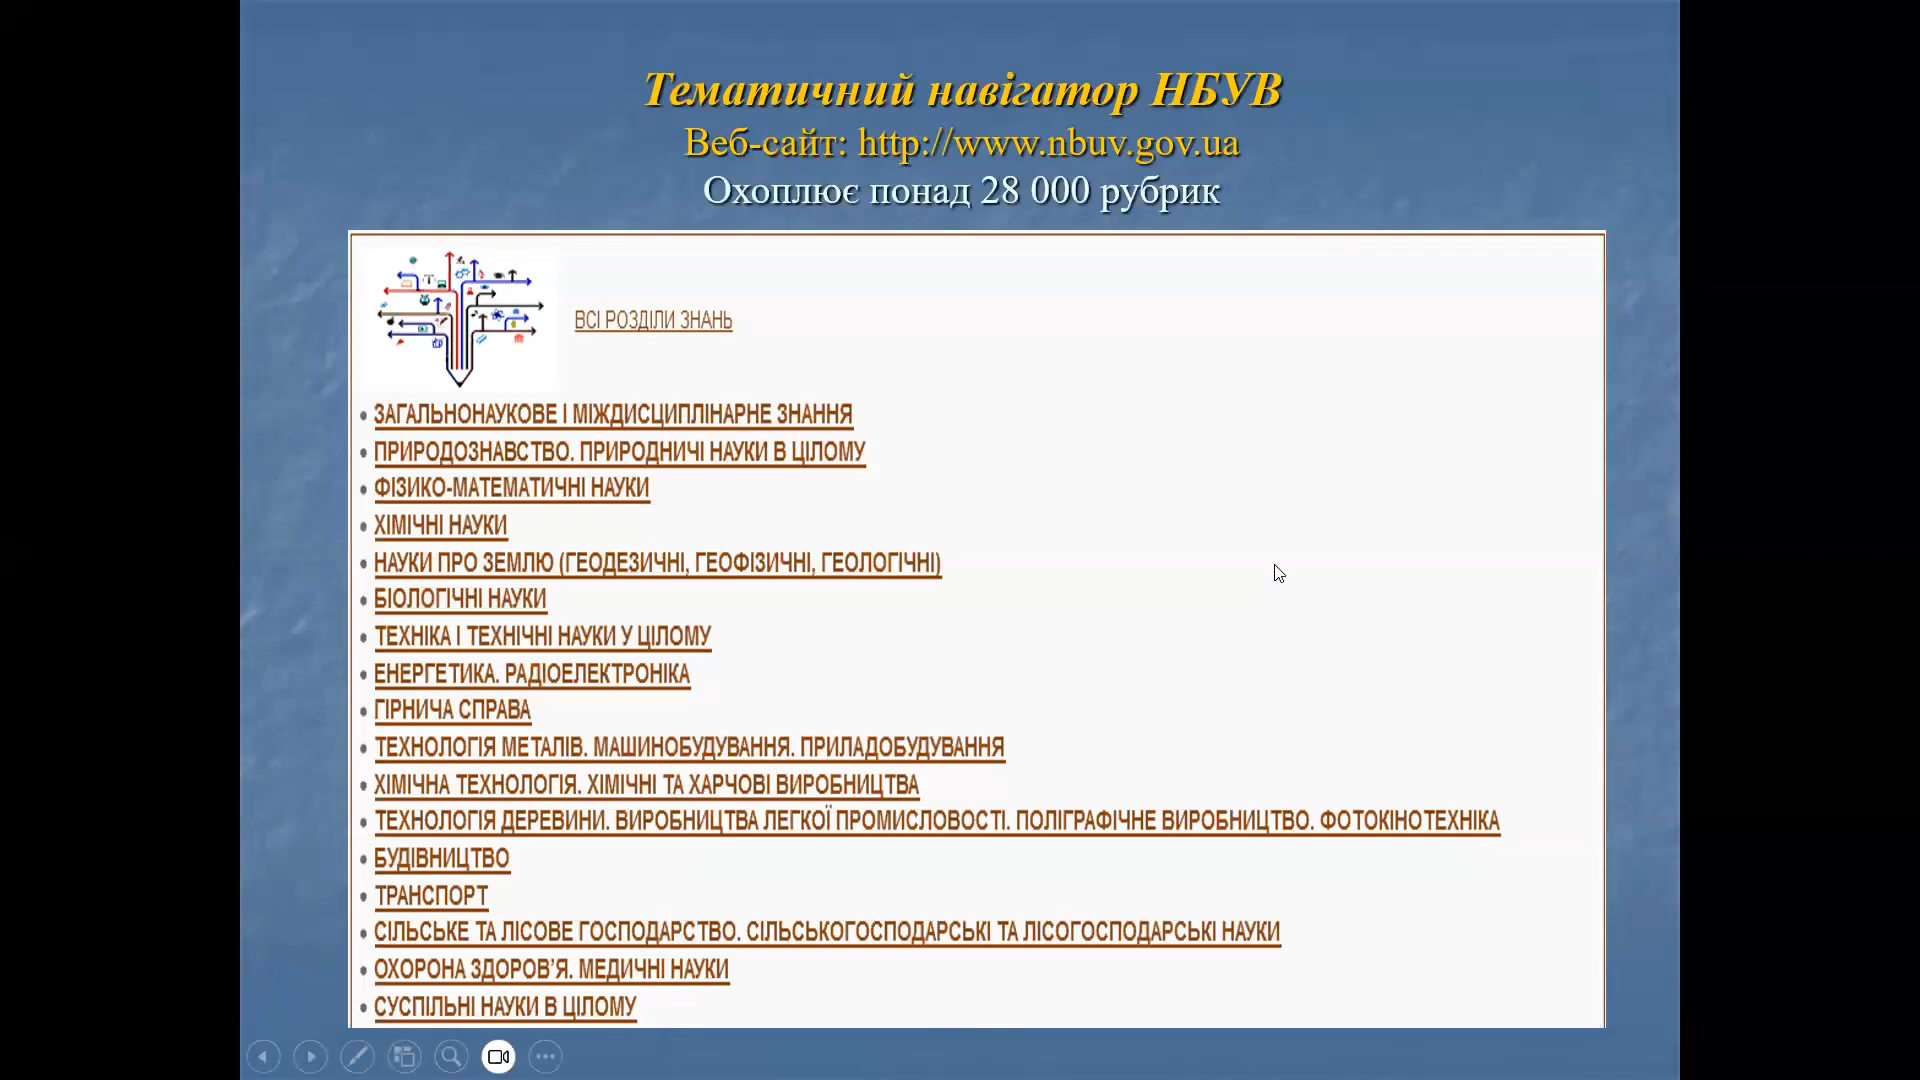 Тематичний навігатор НБУВ
Веб-сайт: http://www.nbuv.gov.ua
Охоплює понад 28 000 рубрик
ВСІ РОЗДІЛИ ЗНАНЬ
ЗАГАЛЬНОНАУКОВЕ І МІЖДИСЦИПЛІНАРНЕ ЗНАННЯ
ПРИРОДОЗНАВСТВО. ПРИРОДНИЧІ НАУКИ В ЦІЛОМУ
ФІЗИКО-МАТЕМАТИЧНІ НАУКИ
ХІМІЧНІ НАУКИ
НАУКИ ПРО ЗЕМЛЮ (ГЕОДЕЗИЧНІ, ГЕОФІЗИЧНІ, ГЕОЛОГІЧНІ)
БІОЛОГІЧНІ НАУКИ
ТЕХНІКА І ТЕХНІЧНІ НАУКИ У ЦІЛОМУ
ЕНЕРГЕТИКА. РАДІОЕЛЕКТРОНІКА
ГІРНИЧА СПРАВА
ТЕХНОЛОГІЯ МЕТАЛІВ. МАШИНОБУДУВАННЯ. ПРИЛАДОБУДУВАННЯ
ХІМІЧНА ТЕХНОЛОГІЯ. ХІМІЧНІ ТА ХАРЧОВІ ВИРОБНИЦТВА
ТЕХНОЛОГІЯ ДЕРЕВИНИ. ВИРОБНИЦТВА ЛЕГКОЇ ПРОМИСЛОВОСТІ. ПОЛІГРАФІЧНЕ ВИРОБНИЦТВО. ФОТОКІНОТЕХНІКА
БУДІВНИЦТВО
ТРАНСПОРТ
СІЛЬСЬКЕ ТА ЛІСОВЕ ГОСПОДАРСТВО. СІЛЬСЬКОГОСПОДАРСЬКІ ТА ЛІСОГОСПОДАРСЬКІ НАУКИ
ОХОРОНА ЗДОРОВ'Я. МЕДИЧНІ НАУКИ
СУСПІЛЬНІ НАУКИ В ЦІЛОМУ